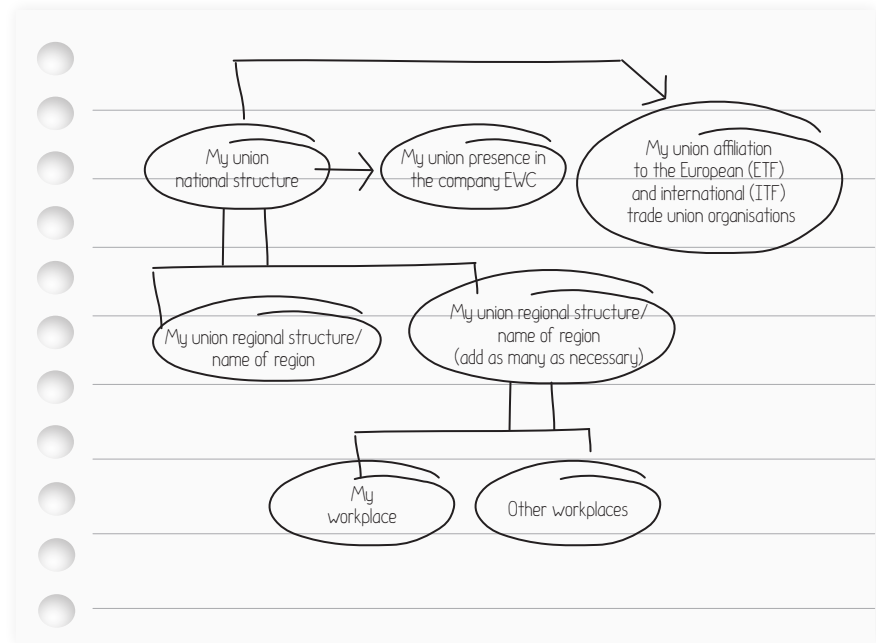 My union
national structure
My union presence in
the company EWC
My union affiliation
to the European (ETF)
and international (ITF)
trade union organisations
My union regional structure/
name of region
My union regional structure/
name of region
(add as many as necessary)
My
workplace
Other workplaces